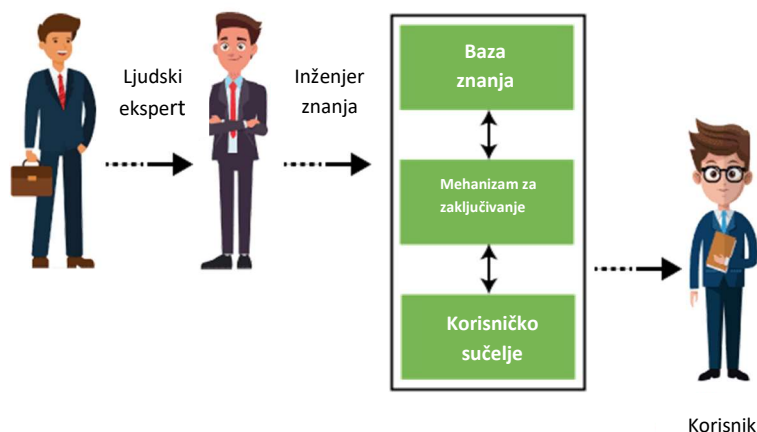 Ljudski
ekspert
Inženjer
znanja
Baza
znanja
Mehanizam za
zaključivanje
Korisničko
sučelje
Korisnik